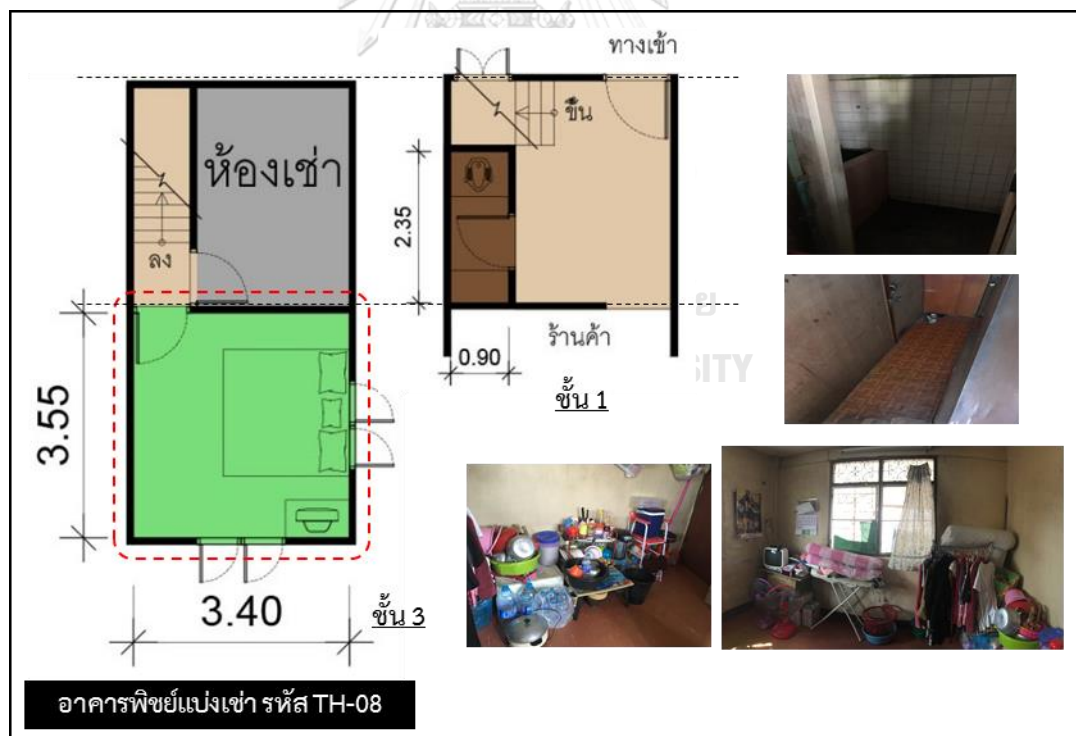 ทางเข้า
ขึ้น
ห้องเช่า
2.35
ลง
ย
ร้านค้า
0.90
SITY
ชั้น 1
3.55
3.40
ชั้น 3
อาคารพิชย์แบ่งเช่า รหัส TH-08